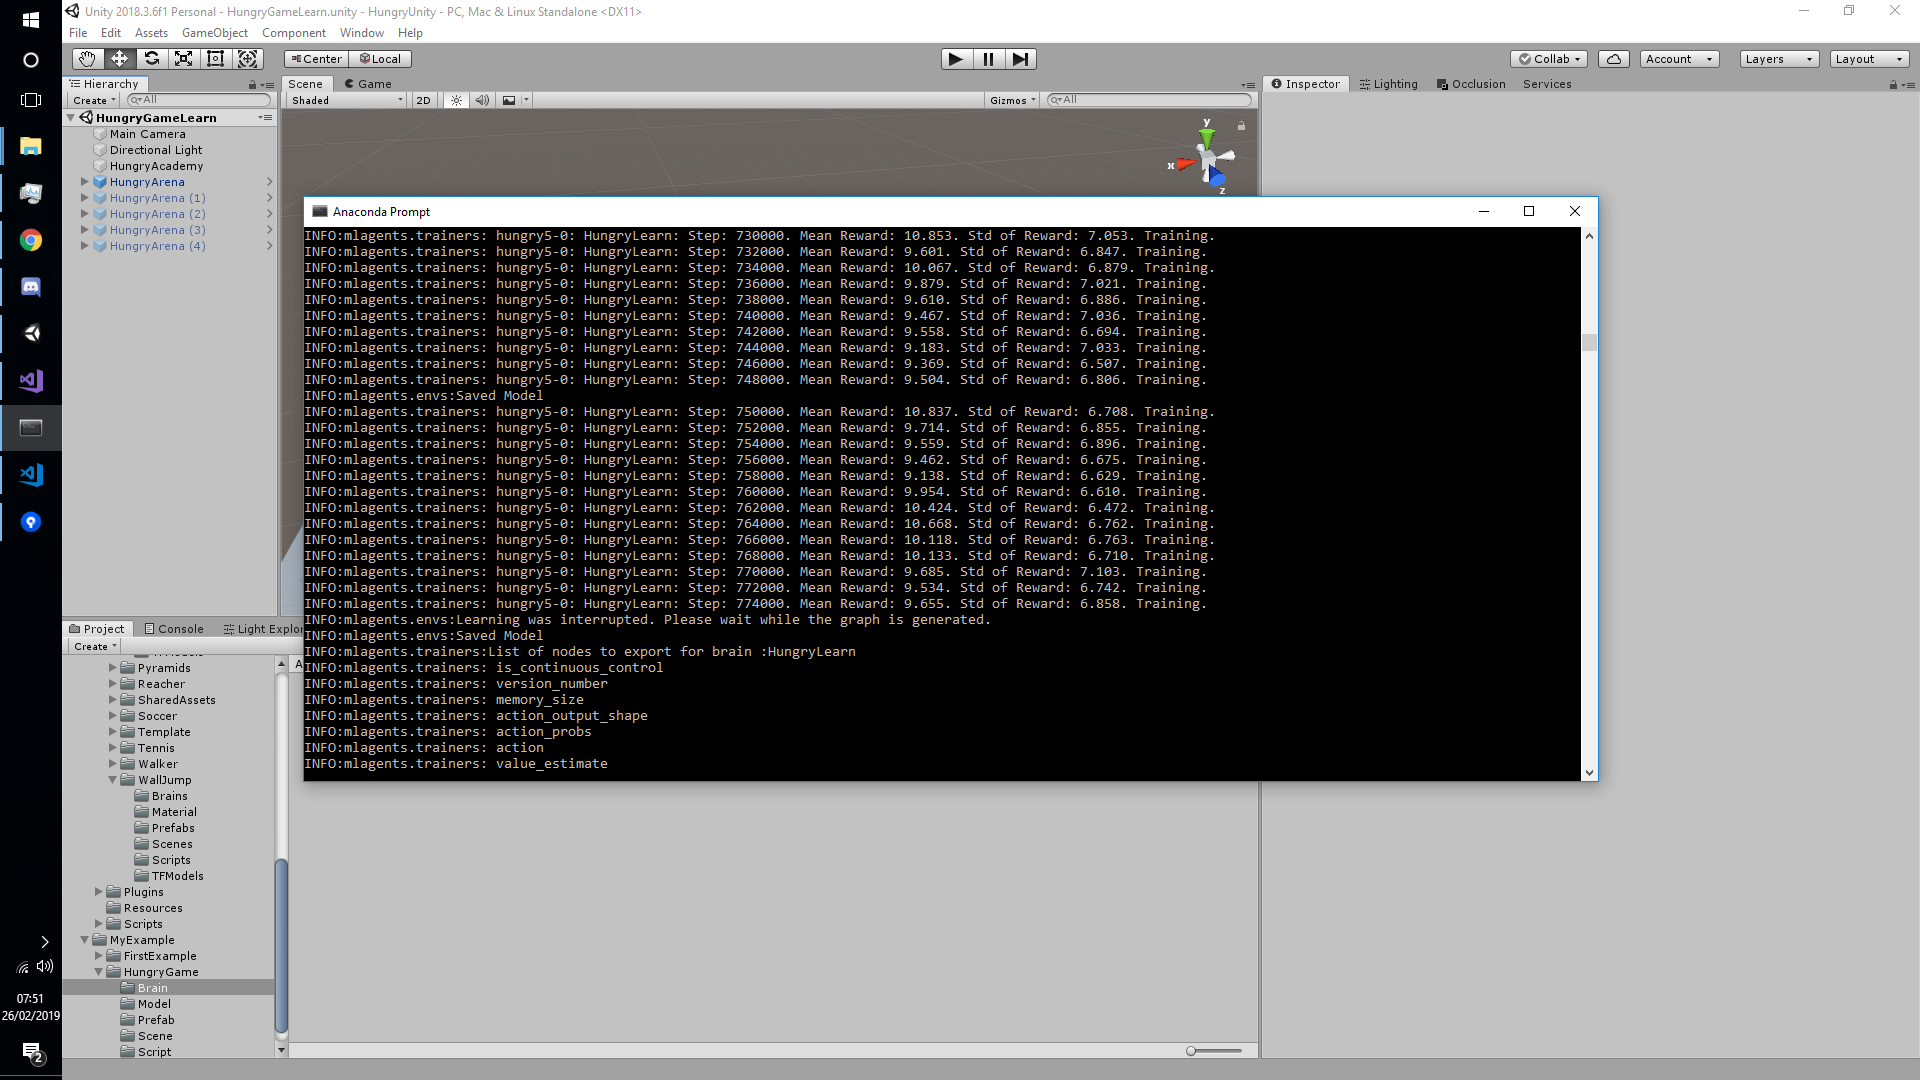 Unity 2018.3.6f1 Personal - HungryGameLearn.unity - HungryUnity - PC, Mac & Linux Standalone <DX11>
File Edit Assets GameObject Component Window Help
Center Local
Collab Account Layers Layout
Hierarchy
Create All
HungryGameLearn
Main Camera
Directional Light
HungryAcademy
HungryArena
HungryArena (1)
HungryArena (2)
HungryArena (3)
HungryArena (4)
Scene Game
Shaded 2D Gizmos All
y
x
z
Inspector Lighting Occlusion Services
Anaconda Prompt
INFO:mlagents.trainers: hungry5-0: HungryLearn: Step: 730000. Mean Reward: 10.853. Std of Reward: 7.053. Training.
INFO:mlagents.trainers: hungry5-0: HungryLearn: Step: 732000. Mean Reward: 9.601. Std of Reward: 6.847. Training.
INFO:mlagents.trainers: hungry5-0: HungryLearn: Step: 734000. Mean Reward: 10.067. Std of Reward: 6.879. Training.
INFO:mlagents.trainers: hungry5-0: HungryLearn: Step: 736000. Mean Reward: 9.879. Std of Reward: 7.021. Training.
INFO:mlagents.trainers: hungry5-0: HungryLearn: Step: 738000. Mean Reward: 9.610. Std of Reward: 6.886. Training.
INFO:mlagents.trainers: hungry5-0: HungryLearn: Step: 740000. Mean Reward: 9.467. Std of Reward: 7.036. Training.
INFO:mlagents.trainers: hungry5-0: HungryLearn: Step: 742000. Mean Reward: 9.558. Std of Reward: 6.694. Training.
INFO:mlagents.trainers: hungry5-0: HungryLearn: Step: 744000. Mean Reward: 9.183. Std of Reward: 7.033. Training.
INFO:mlagents.trainers: hungry5-0: HungryLearn: Step: 746000. Mean Reward: 9.369. Std of Reward: 6.507. Training.
INFO:mlagents.trainers: hungry5-0: HungryLearn: Step: 748000. Mean Reward: 9.504. Std of Reward: 6.806. Training.
INFO:mlagents.envs:Saved Model
INFO:mlagents.trainers: hungry5-0: HungryLearn: Step: 750000. Mean Reward: 10.837. Std of Reward: 6.708. Training.
INFO:mlagents.trainers: hungry5-0: HungryLearn: Step: 752000. Mean Reward: 9.714. Std of Reward: 6.855. Training.
INFO:mlagents.trainers: hungry5-0: HungryLearn: Step: 754000. Mean Reward: 9.559. Std of Reward: 6.896. Training.
INFO:mlagents.trainers: hungry5-0: HungryLearn: Step: 756000. Mean Reward: 9.462. Std of Reward: 6.675. Training.
INFO:mlagents.trainers: hungry5-0: HungryLearn: Step: 758000. Mean Reward: 9.138. Std of Reward: 6.629. Training.
INFO:mlagents.trainers: hungry5-0: HungryLearn: Step: 760000. Mean Reward: 9.954. Std of Reward: 6.610. Training.
INFO:mlagents.trainers: hungry5-0: HungryLearn: Step: 762000. Mean Reward: 10.424. Std of Reward: 6.472. Training.
INFO:mlagents.trainers: hungry5-0: HungryLearn: Step: 764000. Mean Reward: 10.668. Std of Reward: 6.762. Training.
INFO:mlagents.trainers: hungry5-0: HungryLearn: Step: 766000. Mean Reward: 10.118. Std of Reward: 6.763. Training.
INFO:mlagents.trainers: hungry5-0: HungryLearn: Step: 768000. Mean Reward: 10.133. Std of Reward: 6.710. Training.
INFO:mlagents.trainers: hungry5-0: HungryLearn: Step: 770000. Mean Reward: 9.685. Std of Reward: 7.103. Training.
INFO:mlagents.trainers: hungry5-0: HungryLearn: Step: 772000. Mean Reward: 9.534. Std of Reward: 6.742. Training.
INFO:mlagents.trainers: hungry5-0: HungryLearn: Step: 774000. Mean Reward: 9.655. Std of Reward: 6.858. Training.
INFO:mlagents.envs:Learning was interrupted. Please wait while the graph is generated.
INFO:mlagents.envs:Saved Model
INFO:mlagents.trainers:List of nodes to export for brain :HungryLearn
INFO:mlagents.trainers: is_continuous_control
INFO:mlagents.trainers: version_number
INFO:mlagents.trainers: memory_size
INFO:mlagents.trainers: action_output_shape
INFO:mlagents.trainers: action_probs
INFO:mlagents.trainers: action
INFO:mlagents.trainers: value_estimate
Project Console Light Explo
Create
A
Pyramids
Reacher
SharedAssets
Soccer
Template
Tennis
Walker
WallJump
Brains
Material
Prefabs
Scenes
Scripts
TFModels
Plugins
Resources
Scripts
MyExample
FirstExample
HungryGame
Brain
Model
Prefab
Scene
Script
07:51
26/02/2019
2